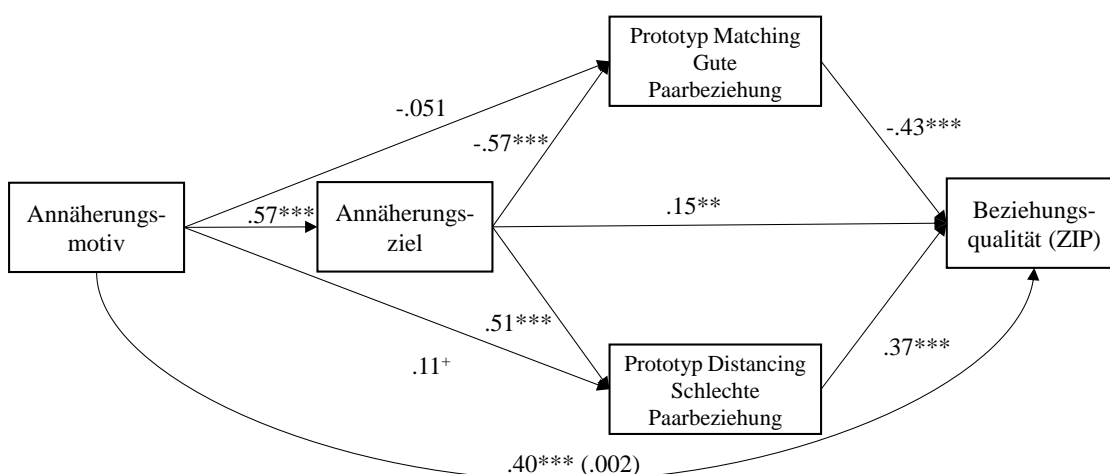 Prototyp Matching
Gute
Paarbeziehung
-.051
-.57***
-.43***
Annäherungs-
motiv
.57***
Annäherungs-
ziel
.15**
Beziehungs-
qualität (ZIP)
.51***
.11+
Prototyp Distancing
Schlechte
Paarbeziehung
.37***
.40*** (.002)